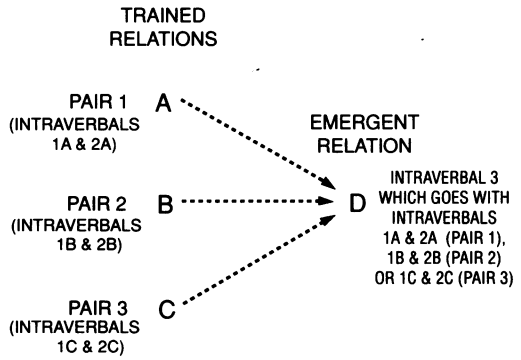 TRAINED
RELATIONS
PAIR 1 A
(INTRAVERBALS
1A & 2A)
PAIR 2 B
(INTRAVERBALS
1B & 2B)
PAIR 3 C
(INTRAVERBALS
1C & 2C)
EMERGENT
RELATION
D
INTRAVERBAL 3
WHICH GOES WITH
INTRAVERBALS
1A & 2A (PAIR 1),
1B & 2B (PAIR 2)
OR 1C & 2C (PAIR 3)